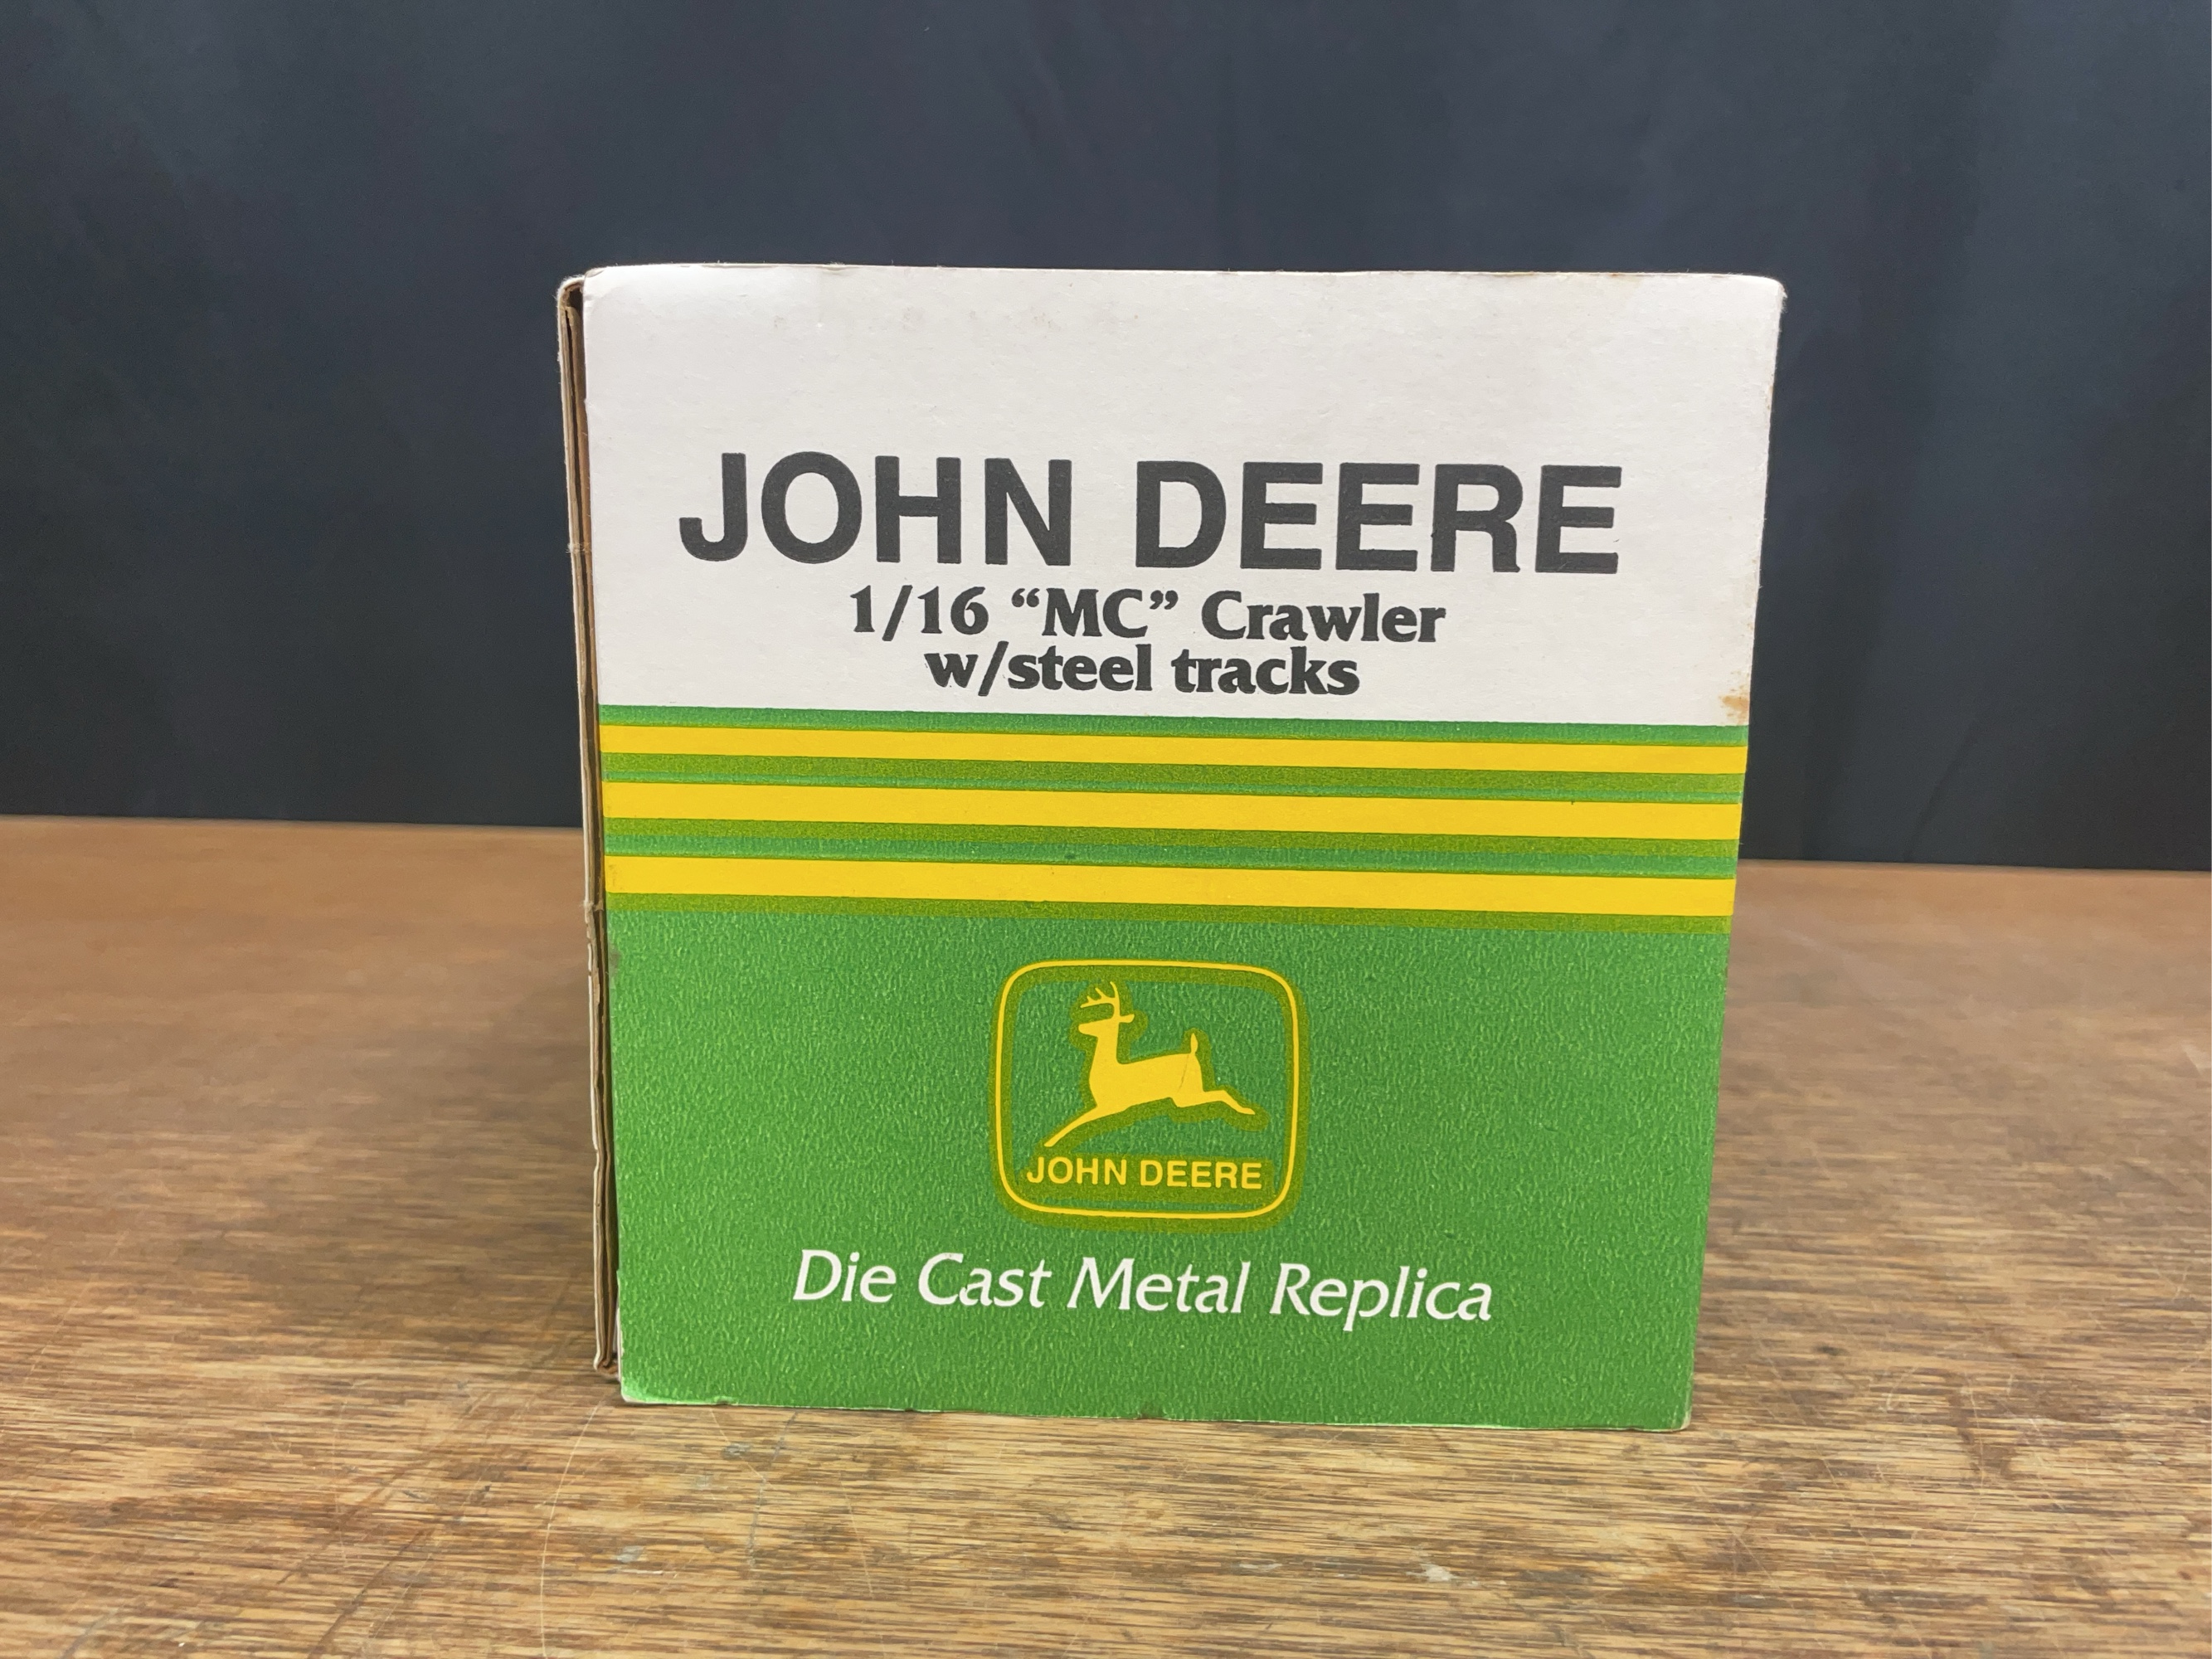 JOHN DEERE
1/16 “MC” Crawler
w/steel tracks
JOHN DEERE
Die Cast Metal Replica